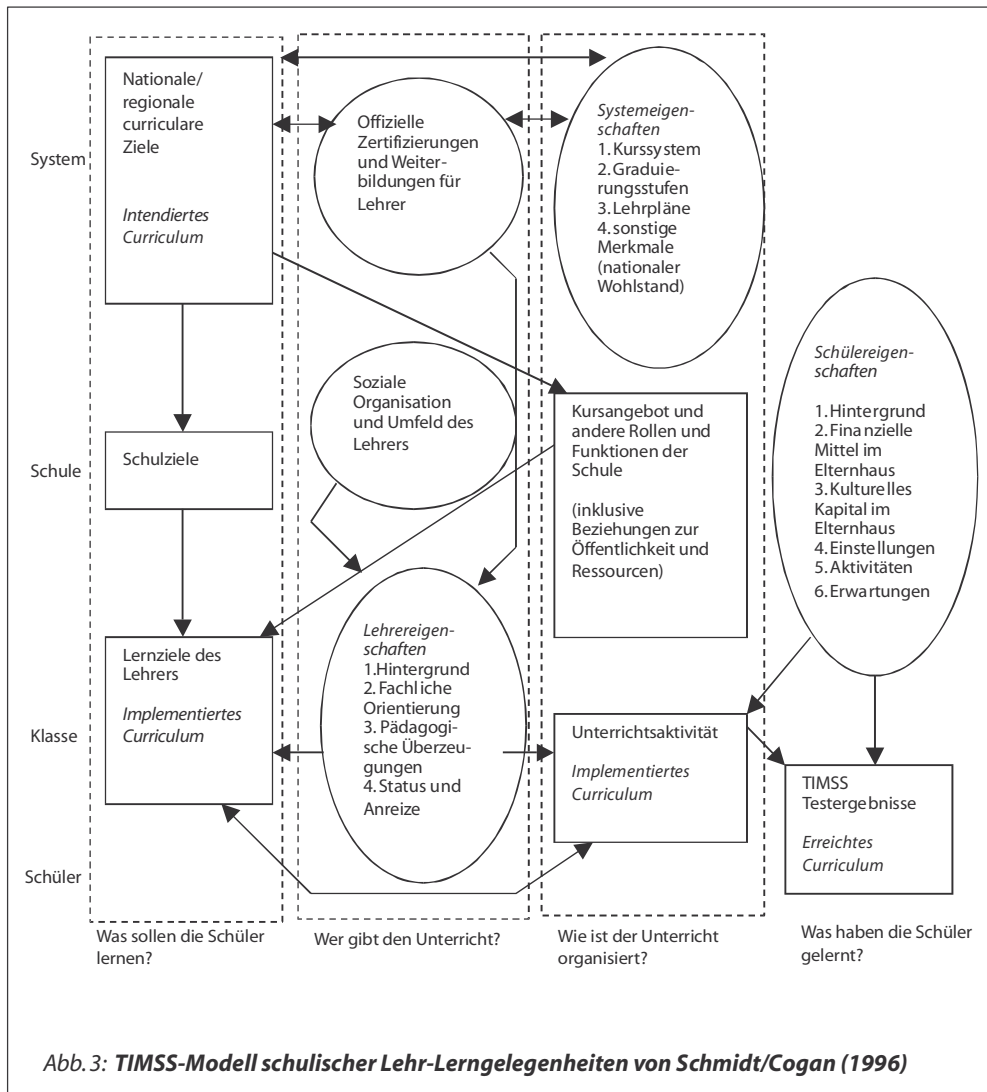 System
Schule
Klasse
Schüler
Nationale/
regionale
curriculare
Ziele
Intendiertes
Curriculum
Schulziele
Lernziele des
Lehrers
Implementiertes
Curriculum
Was sollen die Schüler
lernen?
Offizielle
Zertifizierungen
und Weiter-
bildungen für
Lehrer
Soziale
Organisation
und Umfeld des
Lehrers
Lehrereigen-
schaften
1.Hintergrund
2. Fachliche
Orientierung
3. Pädagogi-
sche Überzeu-
gungen
4. Status und
Anreize
Wer gibt den Unterricht?
Systemeigen-
schaften
1. Kurssystem
2. Graduie-
rungsstufen
3. Lehrpläne
4. sonstige
Merkmale
(nationaler
Wohlstand)
Kursangebot und
andere Rollen und
Funktionen der
Schule
(inklusive
Beziehungen zur
Öffentlichkeit und
Ressourcen)
Unterrichtsaktivität
Implementiertes
Curriculum
Wie ist der Unterricht
organisiert?
Schülereigen-
schaften
1. Hintergrund
2. Finanzielle
Mittel im
Elternhaus
3. Kulturelles
Kapital im
Elternhaus
4. Einstellungen
5. Aktivitäten
6. Erwartungen
TIMSS
Testergebnisse
Erreichtes
Curriculum
Was haben die Schüler
gelernt?
Abb. 3: TIMSS-Modell schulischer Lehr-Lerngelegenheiten von Schmidt/Cogan (1996)